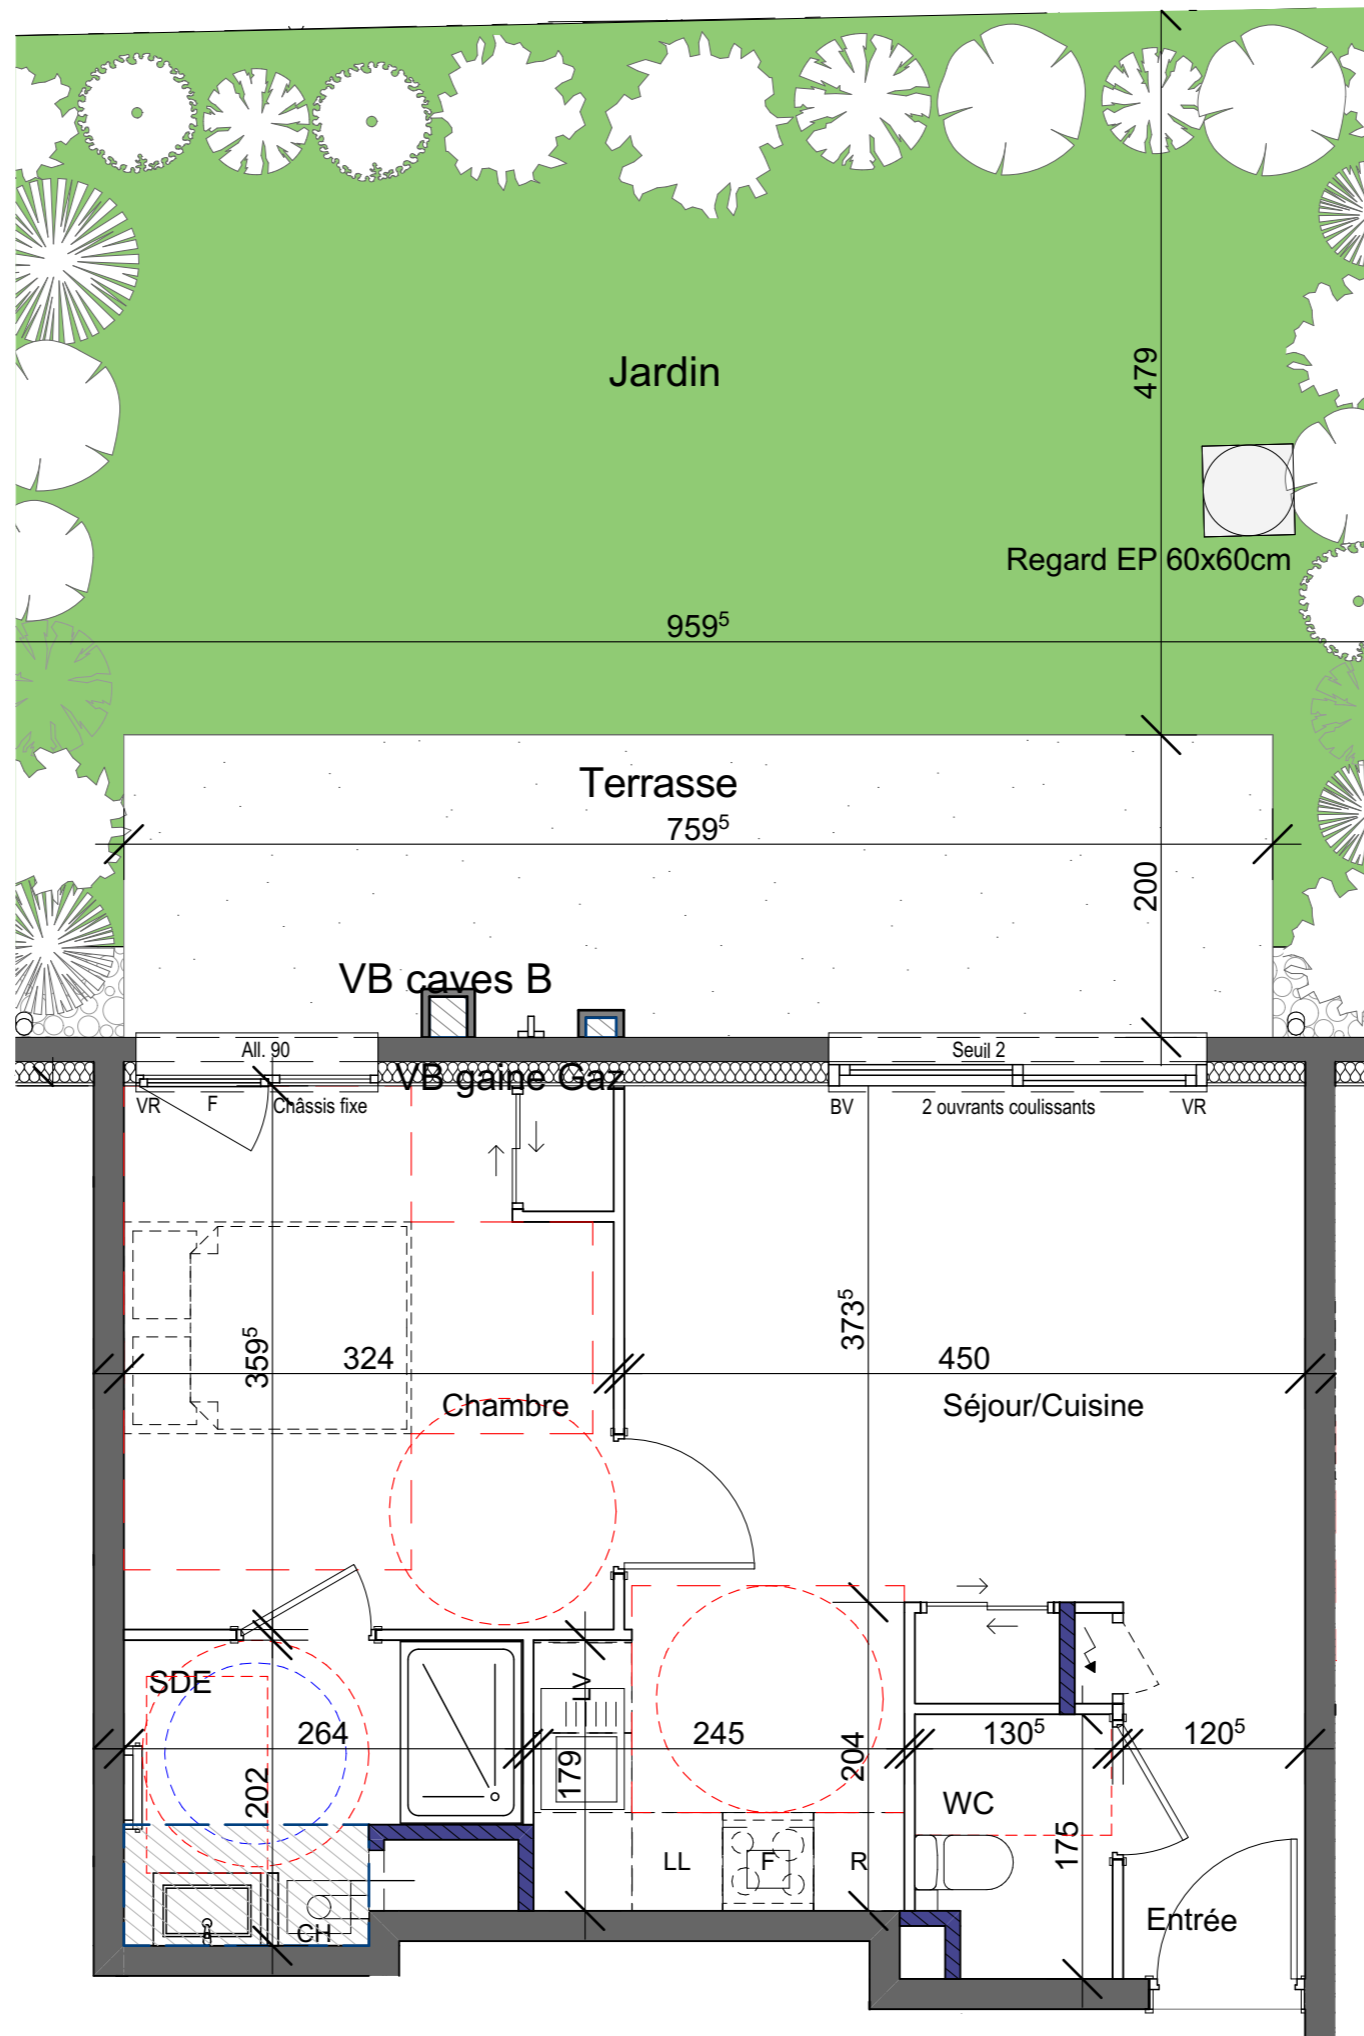 Jardin
479
Regard EP 60x60cm
959⁵
Terrasse
759⁵
200
VB caves B
All. 90
Seuil 2
VB gaine Gaz
VR
F
Châssis fixe
BV
2 ouvrants coulissants
VR
359⁵
324
373⁵
450
Chambre
Séjour/Cuisine
SDE
LV
264
245
130⁵
120⁵
202
179
204
WC
175
LL
F
R
CH
Entrée